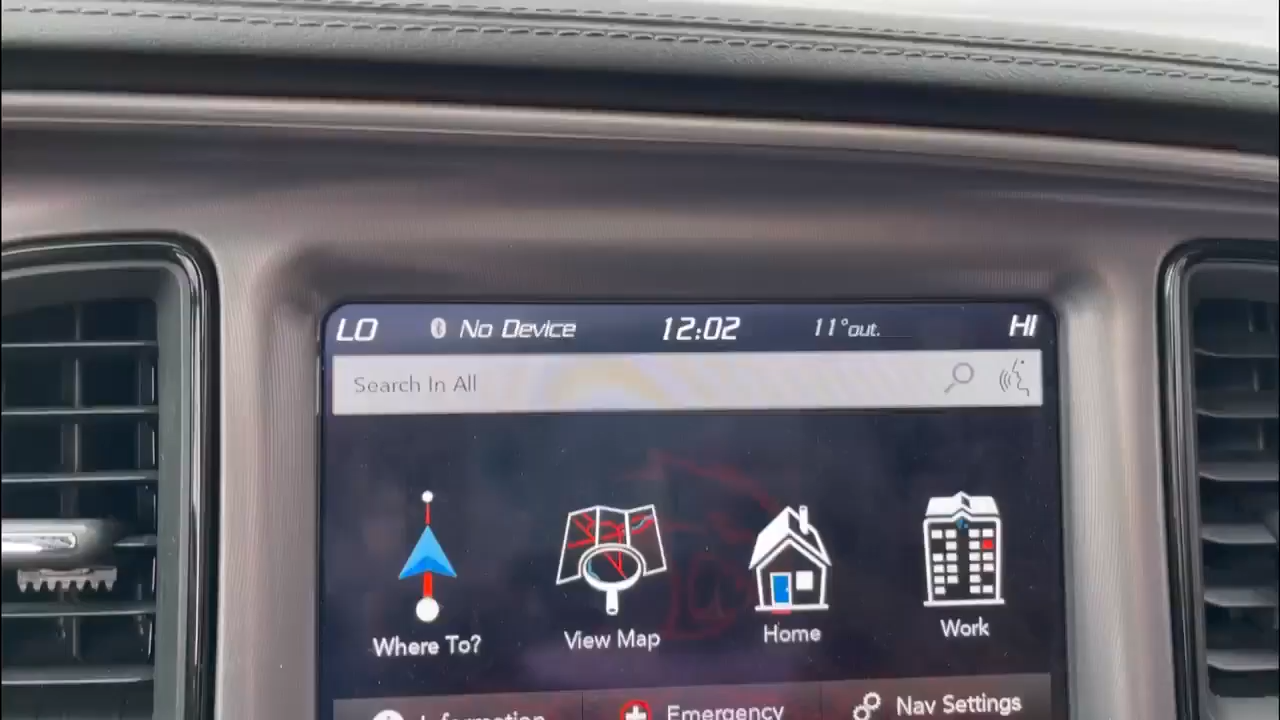 LO No Device 12:02 11°out. HI
Search In All
Where To? View Map Home Work
Information Emergency Nav Settings